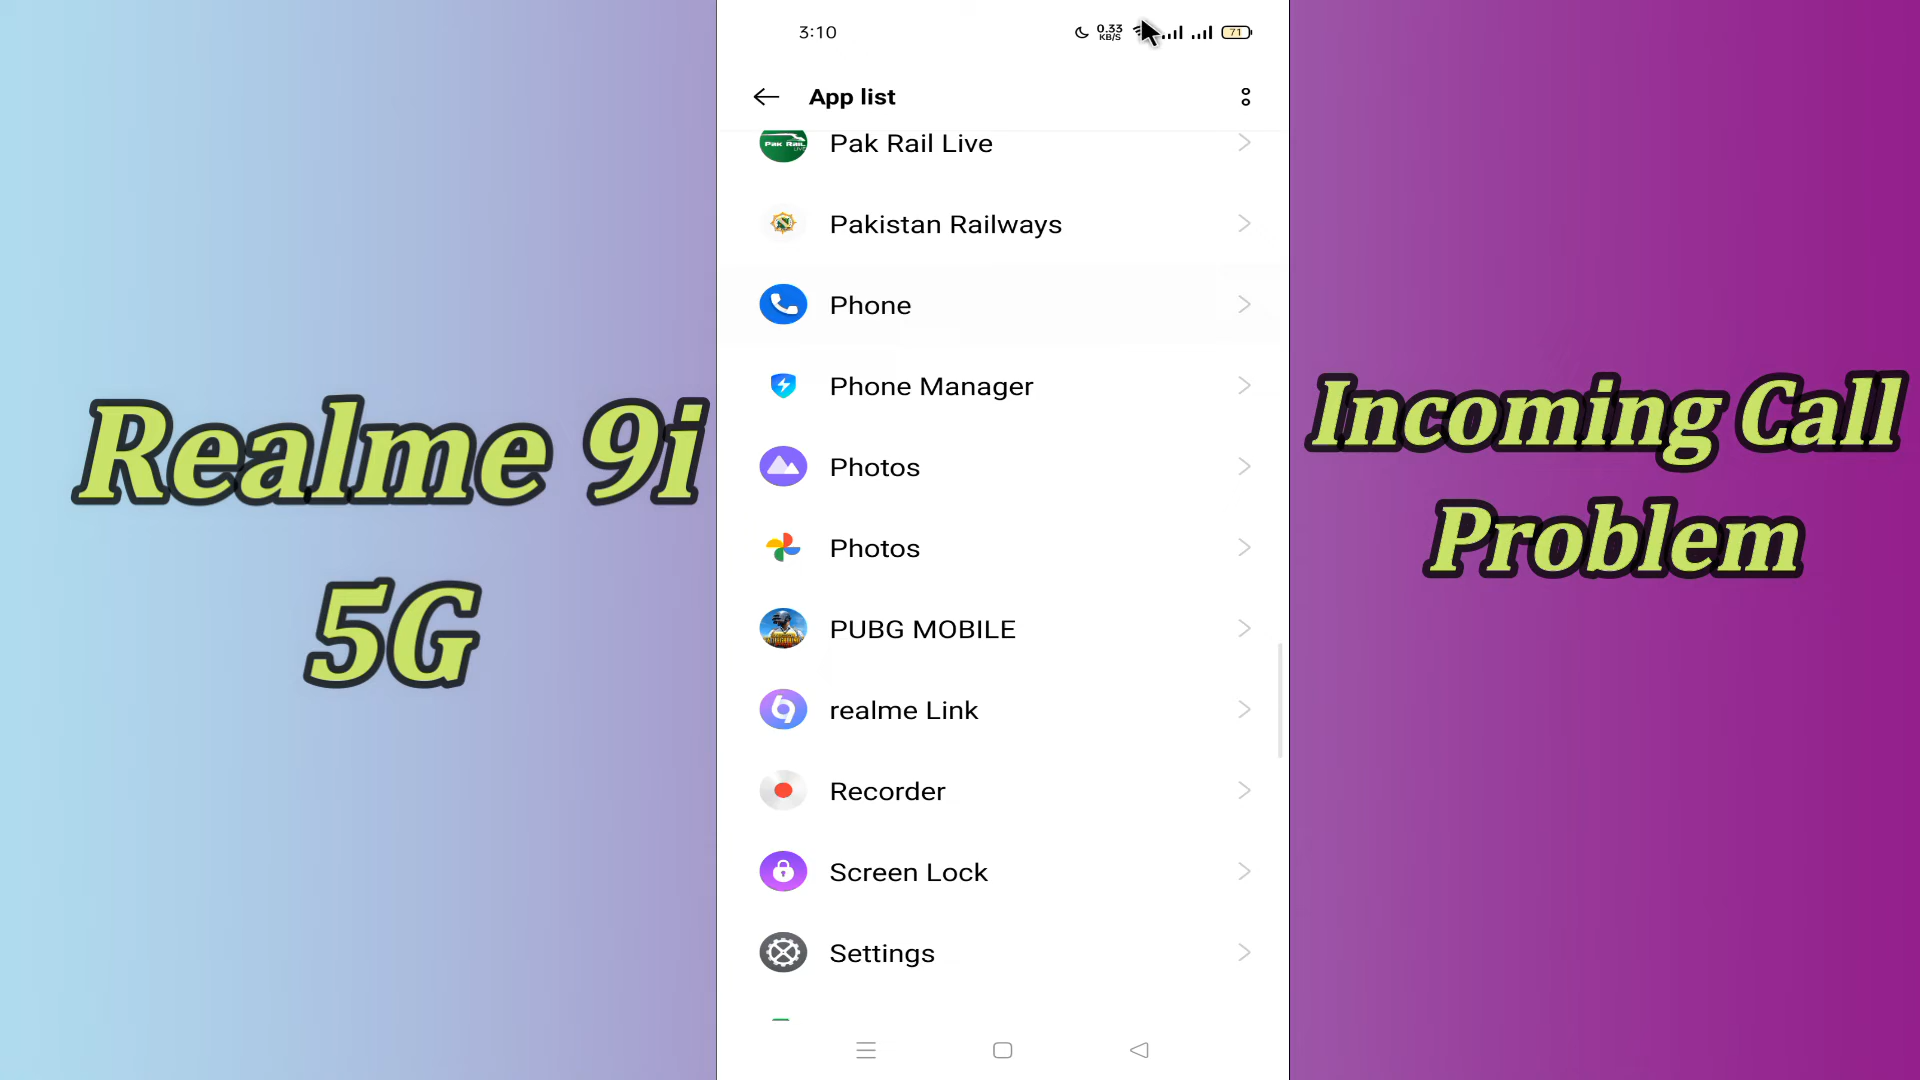 3:10
0.33
KB/S
71
App list
Pak Rail Live
Pakistan Railways
Phone
Phone Manager
Photos
Photos
PUBG MOBILE
realme Link
Recorder
Screen Lock
Settings
Realme 9i
5G
Incoming Call
Problem